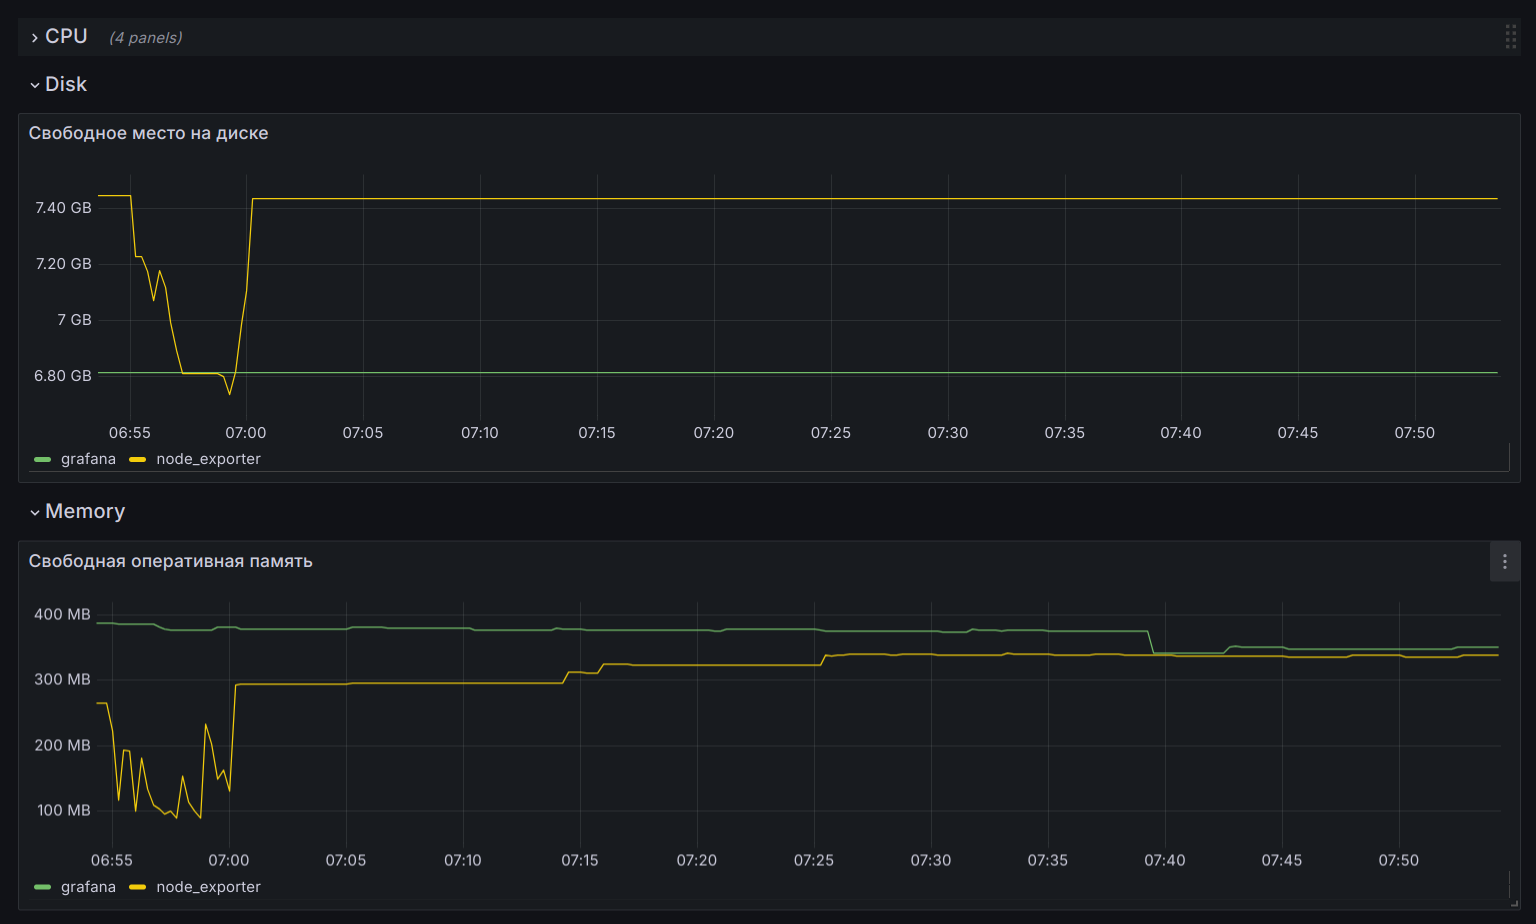 CPU (4 panels)
Disk
Свободное место на диске
7.40 GB
7.20 GB
7 GB
6.80 GB
06:55 07:00 07:05 07:10 07:15 07:20 07:25 07:30 07:35 07:40 07:45 07:50
grafana node_exporter
Memory
Свободная оперативная память
400 MB
300 MB
200 MB
100 MB
06:55 07:00 07:05 07:10 07:15 07:20 07:25 07:30 07:35 07:40 07:45 07:50
grafana node_exporter